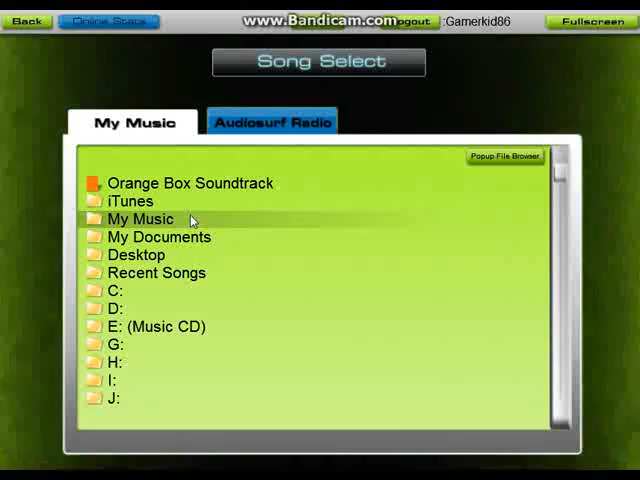 Back
Online Stats
www.Bandicam.com
Logout
:Gamerkid86
Fullscreen
Song Select
My Music
Audiosurf Radio
Popup File Browser
Orange Box Soundtrack
iTunes
My Music
My Documents
Desktop
Recent Songs
C:
D:
E: (Music CD)
G:
H:
I:
J: